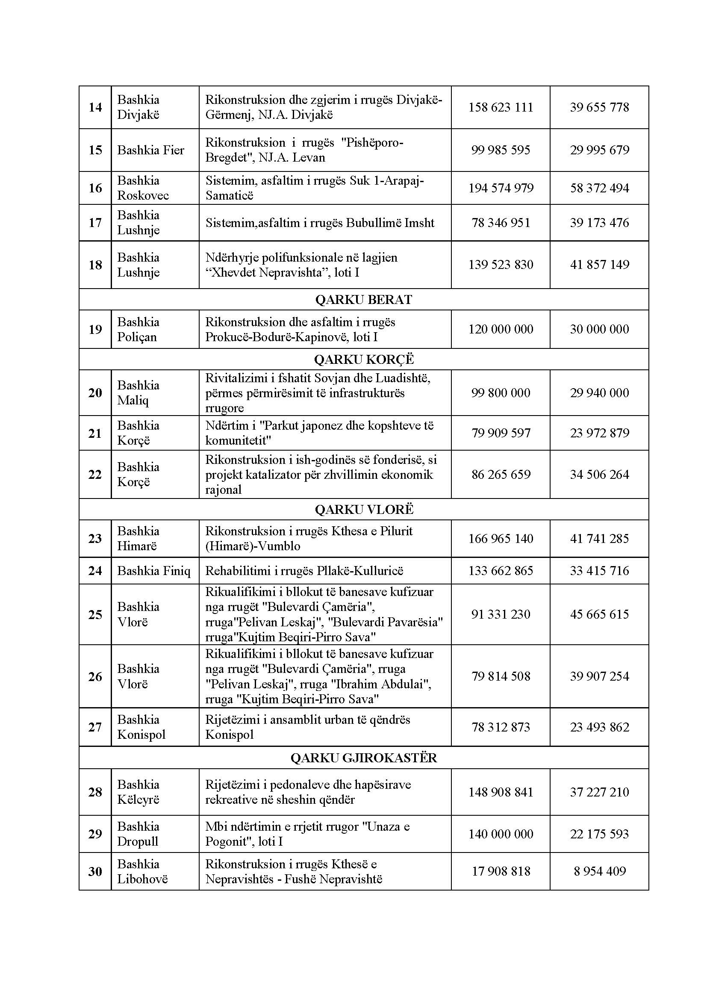 14
Bashkia
Divjakë
Rikonstruksion dhe zgjerim i rrugës Divjakë-
Gërmenj, NJ.A. Divjakë
158 623 111
39 655 778
15
Bashkia Fier
Rikonstruksion i rrugës "Pishëporo-
Bregdet", NJ.A. Levan
99 985 595
29 995 679
16
Bashkia
Roskovec
Sistemim, asfaltim i rrugës Suk 1-Arapaj-
Samaticë
194 574 979
58 372 494
17
Bashkia
Lushnje
Sistemim,asfaltim i rrugës Bubullimë Imsht
78 346 951
39 173 476
18
Bashkia
Lushnje
Ndërhyrje polifunksionale në lagjien
“Xhevdet Nepravishta”, loti I
139 523 830
41 857 149
QARKU BERAT
19
Bashkia
Poliçan
Rikonstruksion dhe asfaltim i rrugës
Prokucë-Bodurë-Kapinovë, loti I
120 000 000
30 000 000
QARKU KORÇË
20
Bashkia
Maliq
Rivitalizimi i fshatit Sovjan dhe Luadishtë,
përmes përmirësimit të infrastrukturës
rrugore
99 800 000
29 940 000
21
Bashkia
Korçë
Ndërtim i "Parkut japonez dhe kopshteve të
komunitetit"
79 909 597
23 972 879
22
Bashkia
Korçë
Rikonstruksion i ish-godinës së fonderisë, si
projekt katalizator për zhvillimin ekonomik
rajonal
86 265 659
34 506 264
QARKU VLORË
23
Bashkia
Himarë
Rikonstruksion i rrugës Kthesa e Pilurit
(Himarë)-Vumblo
166 965 140
41 741 285
24
Bashkia Finiq
Rehabilitimi i rrugës Pllakë-Kulluricë
133 662 865
33 415 716
25
Bashkia
Vlorë
Rikualifikimi i bllokut të banesave kufizuar
nga rrugët "Bulevardi Çamëria",
rruga"Pelivan Leskaj", "Bulevardi Pavarësia"
rruga"Kujtim Beqiri-Pirro Sava"
91 331 230
45 665 615
26
Bashkia
Vlorë
Rikualifikimi i bllokut të banesave kufizuar
nga rrugët "Bulevardi Çamëria", rruga
"Pelivan Leskaj", rruga "Ibrahim Abdulai",
rruga "Kujtim Beqiri-Pirro Sava"
79 814 508
39 907 254
27
Bashkia
Konispol
Rijetëzimi i ansamblit urban të qëndrës
Konispol
78 312 873
23 493 862
QARKU GJIROKASTËR
28
Bashkia
Këlcyrë
Rijetëzimi i pedonaleve dhe hapësirave
rekreative në sheshin qëndër
148 908 841
37 227 210
29
Bashkia
Dropull
Mbi ndërtimin e rrjetit rrugor "Unaza e
Pogonit", loti I
140 000 000
22 175 593
30
Bashkia
Libohovë
Rikonstruksion i rrugës Kthesë e
Nepravishtës - Fushë Nepravishtë
17 908 818
8 954 409